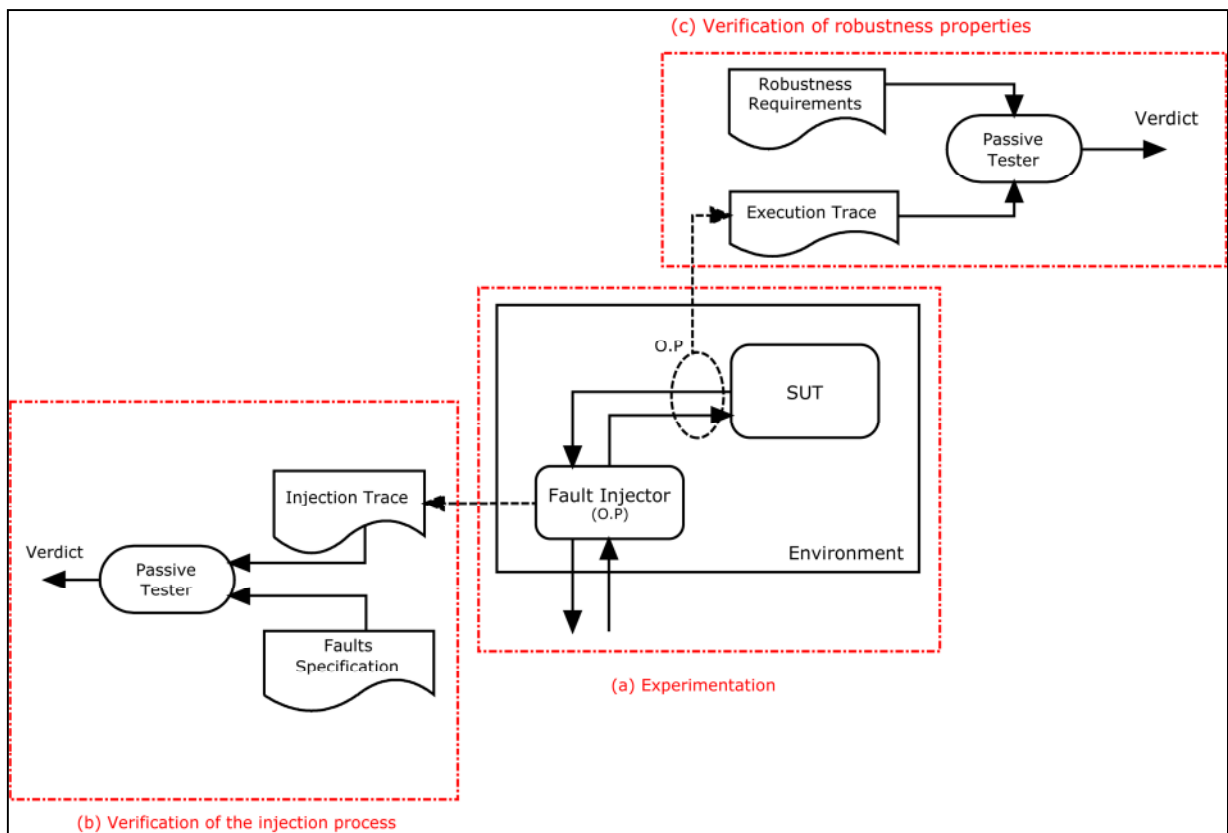 (c) Verification of robustness properties
Robustness
Requirements
Verdict
Passive
Tester
Execution Trace
O.P
SUT
Injection Trace
Fault Injector
(O.P)
Environment
Verdict
Passive
Tester
Faults
Specification
(a) Experimentation
(b) Verification of the injection process